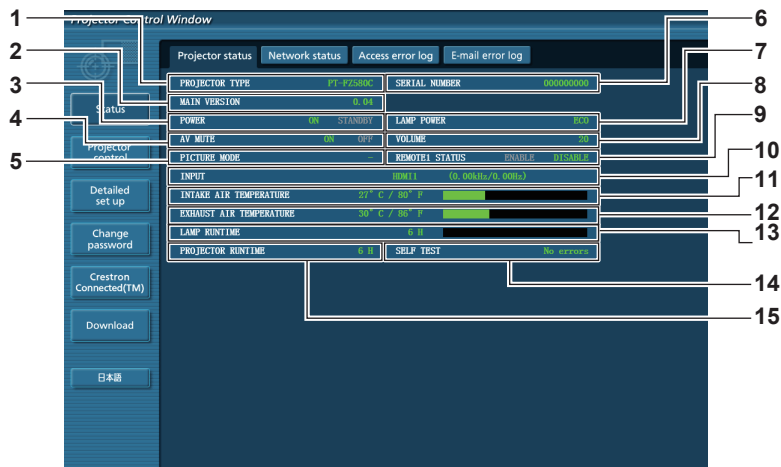 Projector Control Window
Projector status
Network status
Access error log
E-mail error log
PROJECTOR TYPE PT-FZ580C
SERIAL NUMBER 000000000
MAIN VERSION 0.04
POWER ON STANDBY
LAMP POWER ECO
AV MUTE ON OFF
VOLUME 20
PICTURE MODE -
REMOTE1 STATUS ENABLE DISABLE
INPUT HDMI1 (0.00kHz/0.00Hz)
INTAKE AIR TEMPERATURE 27° C / 80° F
EXHAUST AIR TEMPERATURE 30° C / 86° F
LAMP RUNTIME 6 H
PROJECTOR RUNTIME 6 H
SELF TEST No errors
Status
Projector
control
Detailed
set up
Change
password
Crestron
Connected(TM)
Download
日本語
1
2
3
4
5
6
7
8
9
10
11
12
13
14
15